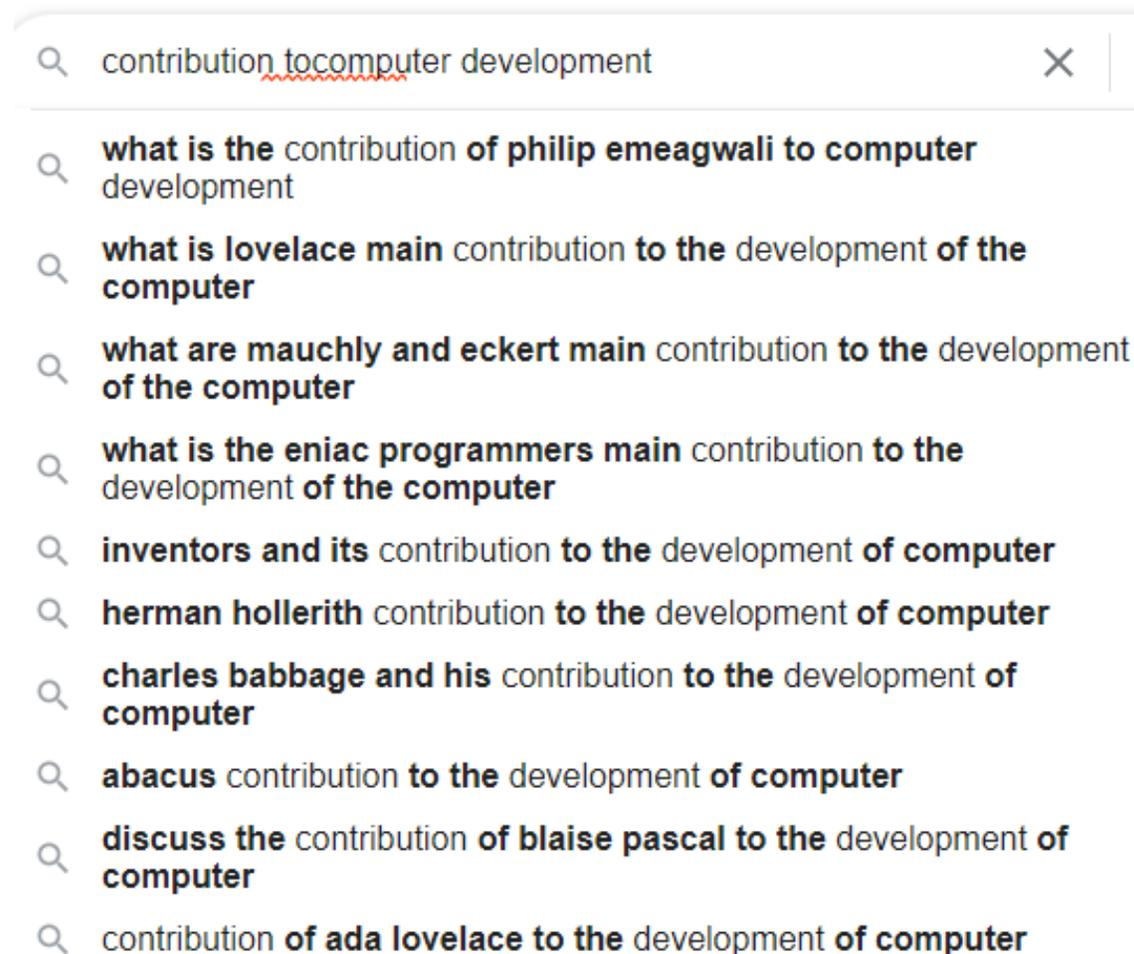 contribution tocomputer development
what is the contribution of philip emeagwali to computer
development
what is lovelace main contribution to the development of the
computer
what are mauchly and eckert main contribution to the development
of the computer
what is the eniac programmers main contribution to the
development of the computer
inventors and its contribution to the development of computer
herman hollerith contribution to the development of computer
charles babbage and his contribution to the development of
computer
abacus contribution to the development of computer
discuss the contribution of blaise pascal to the development of
computer
contribution of ada lovelace to the development of computer